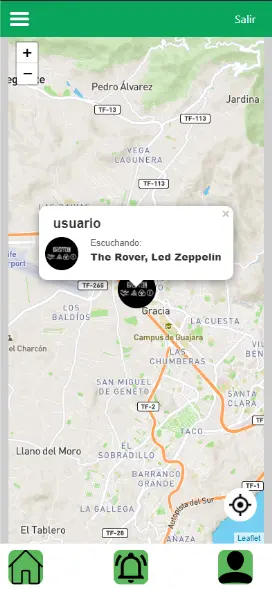 Salir
+
−
Pedro Álvarez
Jardina
TF-13
TF-113
VEGA
LAGUNERA
TF-113
×
usuario
Escuchando:
The Rover, Led Zeppelin
TF-265
LOS
BALDÍOS
Gracia
LA CUESTA
Campus de Guajara
el Charcón
LAS
CHUMBERAS
SAN MIGUEL
DE GENETO
SANTA
CLARA
TF-2
TACO
EL
SOBRADILLO
Llano del Moro
BARRANCO
GRANDE
TF-1
LA GALLEGA
Autopista del Sur
El Tablero
TF-28
AÑAZA
Leaflet